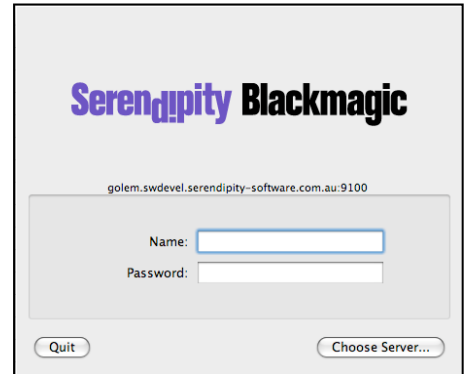 Serendipity Blackmagic
golem.swdevel.serendipity-software.com.au:9100
Name:
Password:
Quit
Choose Server...